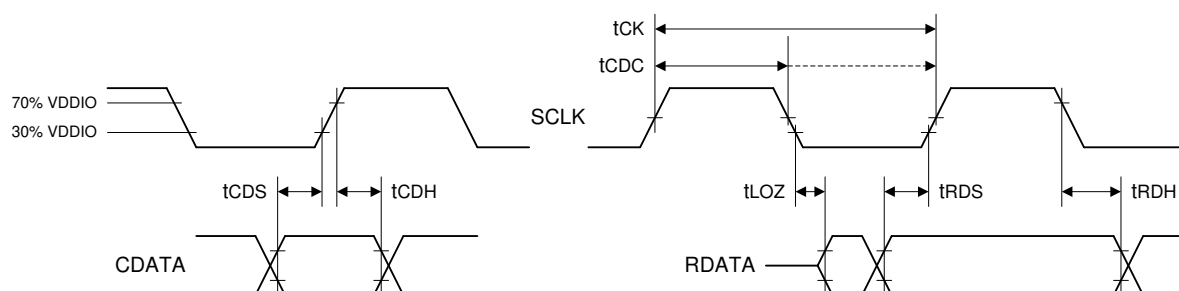 tCK
tCDC
70% VDDIO
SCLK
30% VDDIO
tCDS
tCDH
tLOZ
tRDS
tRDH
CDATA
RDATA